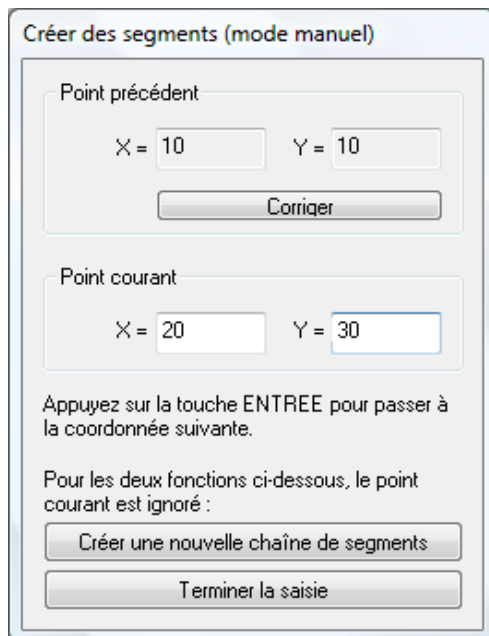 Créer des segments (mode manuel)
Point précédent
X = 10 Y = 10
Corriger
Point courant
X = 20 Y = 30
Appuyez sur la touche ENTREE pour passer à
la coordonnée suivante.
Pour les deux fonctions ci-dessous, le point
courant est ignoré :
Créer une nouvelle chaîne de segments
Terminer la saisie